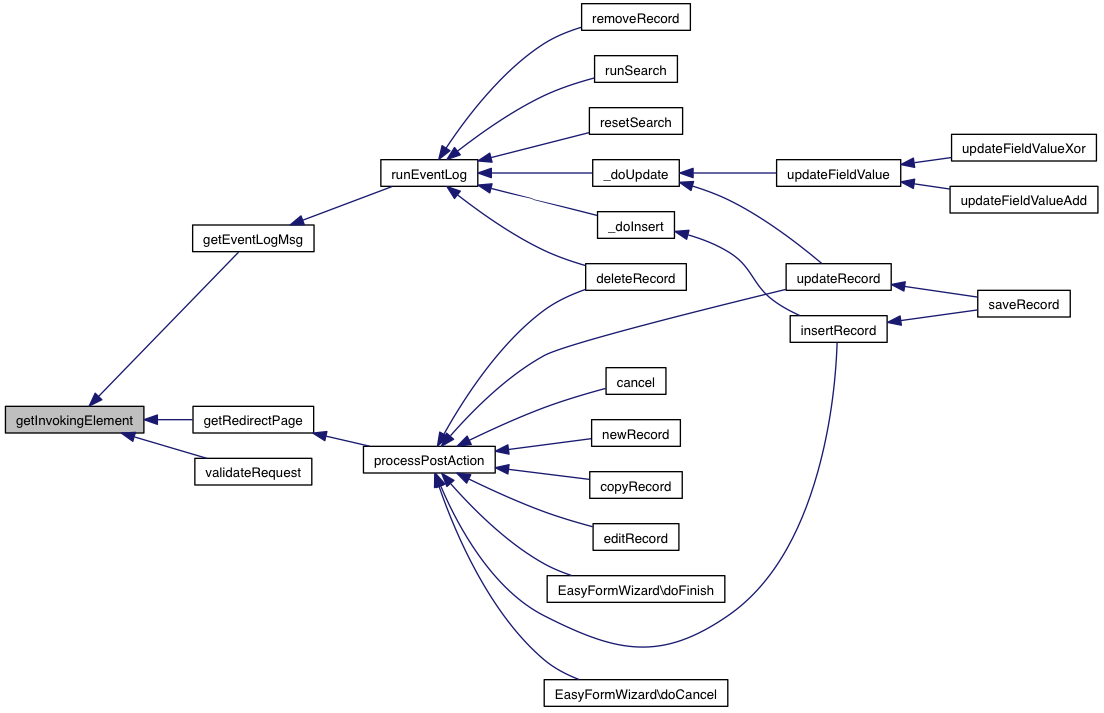 removeRecord
runSearch
resetSearch
updateFieldValueXor
runEventLog
_doUpdate
updateFieldValue
updateFieldValueAdd
_doInsert
getEventLogMsg
deleteRecord
updateRecord
saveRecord
insertRecord
cancel
getInvokingElement
getRedirectPage
newRecord
processPostAction
validateRequest
copyRecord
editRecord
EasyFormWizard\doFinish
EasyFormWizard\doCancel